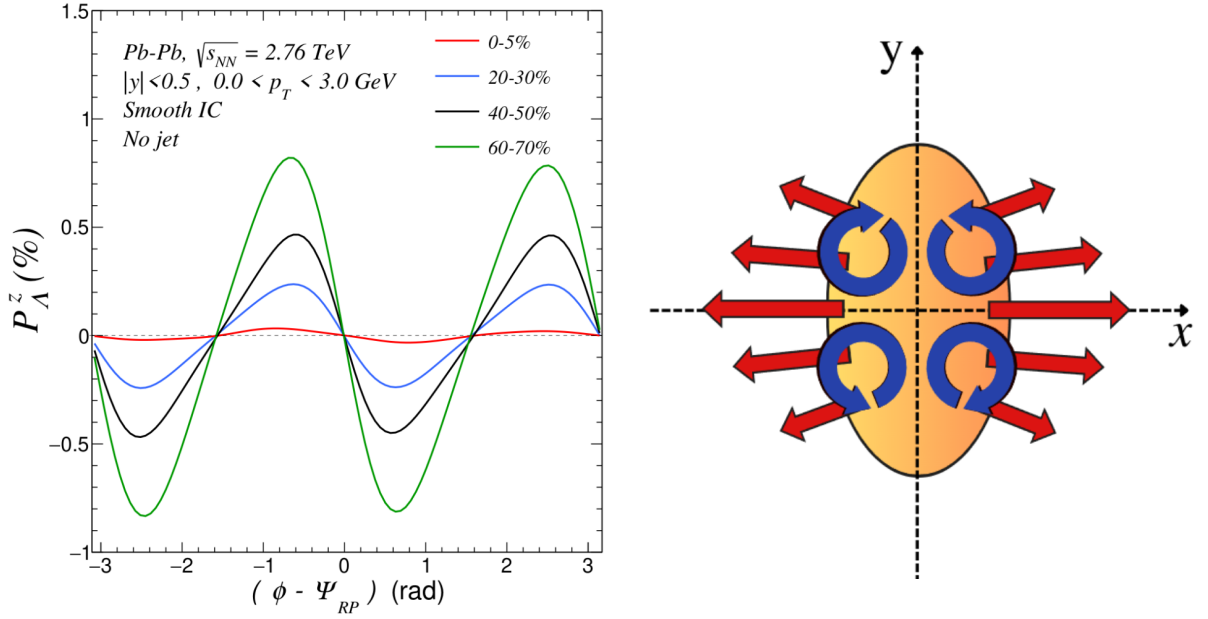 1.5
1
0.5
0
−0.5
−1
P^z_Λ (%)
Pb-Pb, √s_NN = 2.76 TeV
|y|<0.5 , 0.0 < p_T < 3.0 GeV
Smooth IC
No jet
0-5%
20-30%
40-50%
60-70%
−3 −2 −1 0 1 2 3
( ϕ - Ψ_RP ) (rad)
y
x